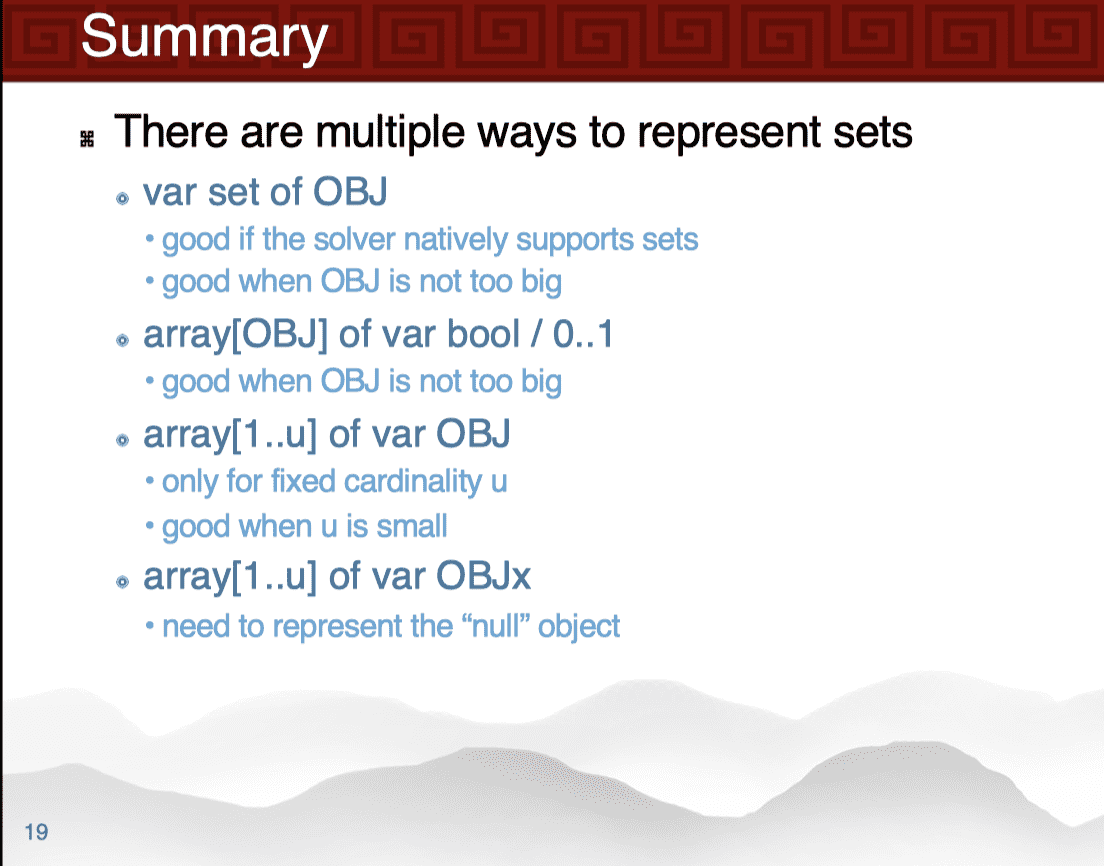 Summary
⌘ There are multiple ways to represent sets
var set of OBJ
• good if the solver natively supports sets
• good when OBJ is not too big
array[OBJ] of var bool / 0..1
• good when OBJ is not too big
array[1..u] of var OBJ
• only for fixed cardinality u
• good when u is small
array[1..u] of var OBJx
• need to represent the “null” object
19